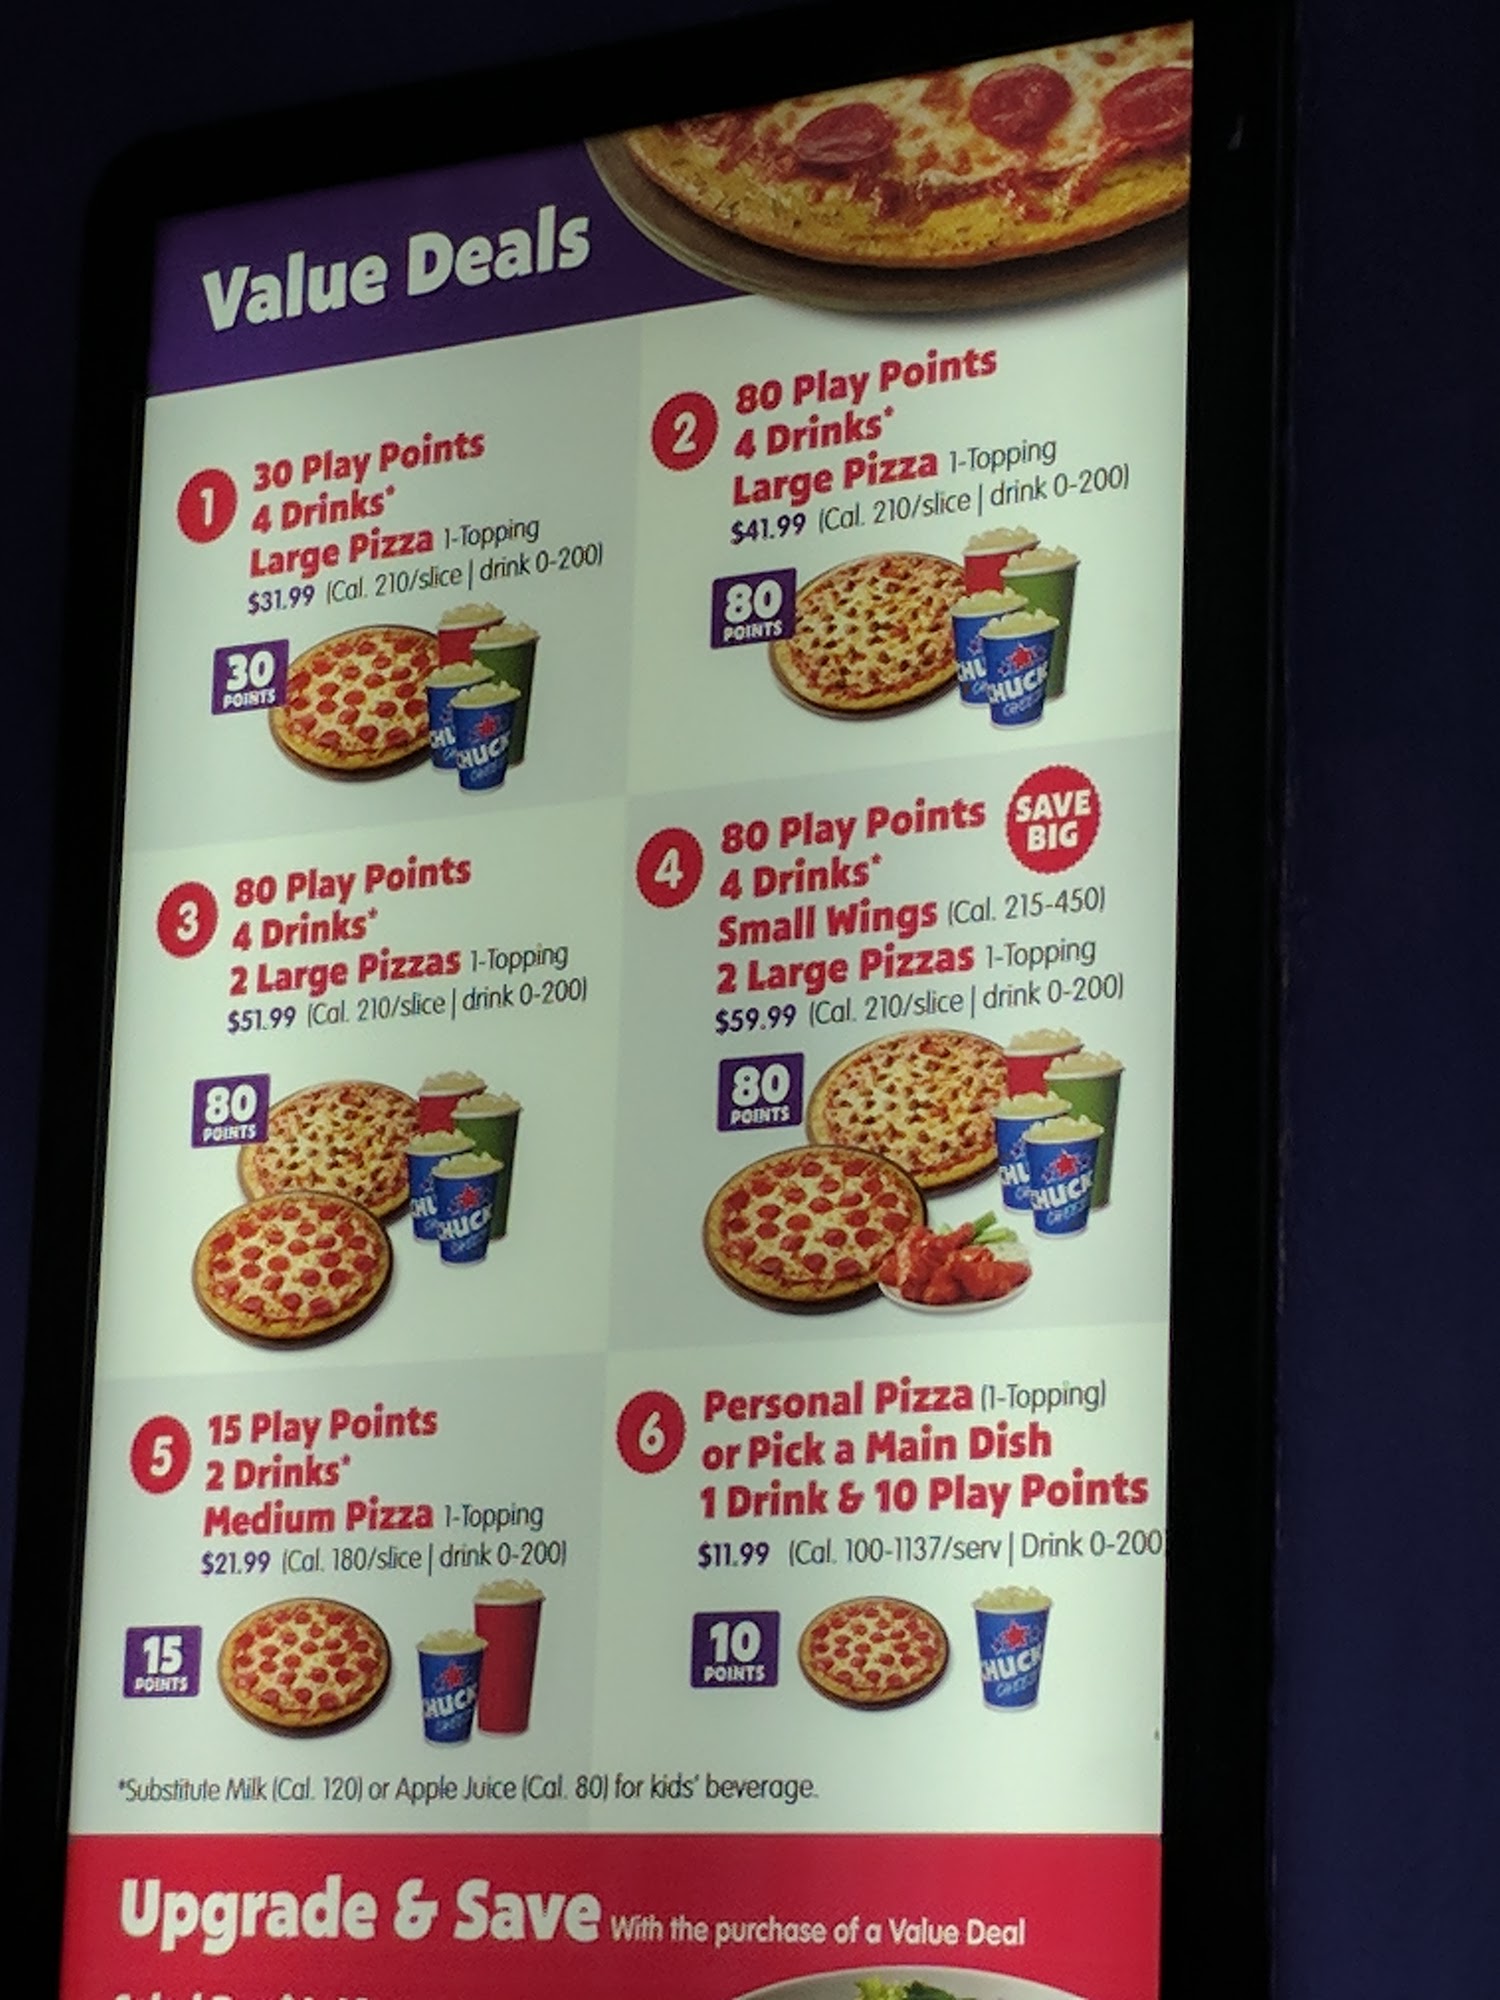 Value Deals
1
30 Play Points
4 Drinks*
Large Pizza 1-Topping
$31.99 (Cal. 210/slice | drink 0-200)
30
POINTS
CHUCK
2
80 Play Points
4 Drinks*
Large Pizza 1-Topping
$41.99 (Cal. 210/slice | drink 0-200)
80
POINTS
CHUCK
3
80 Play Points
4 Drinks*
2 Large Pizzas 1-Topping
$51.99 (Cal. 210/slice | drink 0-200)
80
POINTS
CHUCK
4
80 Play Points
4 Drinks*
Small Wings (Cal. 215-450)
2 Large Pizzas 1-Topping
$59.99 (Cal. 210/slice | drink 0-200)
SAVE
BIG
80
POINTS
CHUCK
5
15 Play Points
2 Drinks*
Medium Pizza 1-Topping
$21.99 (Cal. 180/slice | drink 0-200)
15
POINTS
CHUCK
6
Personal Pizza (1-Topping)
or Pick a Main Dish
1 Drink & 10 Play Points
$11.99 (Cal. 100-1137/serv | Drink 0-200
10
POINTS
CHUCK
*Substitute Milk (Cal. 120) or Apple Juice (Cal. 80) for kids' beverage.
Upgrade & Save With the purchase of a Value Deal